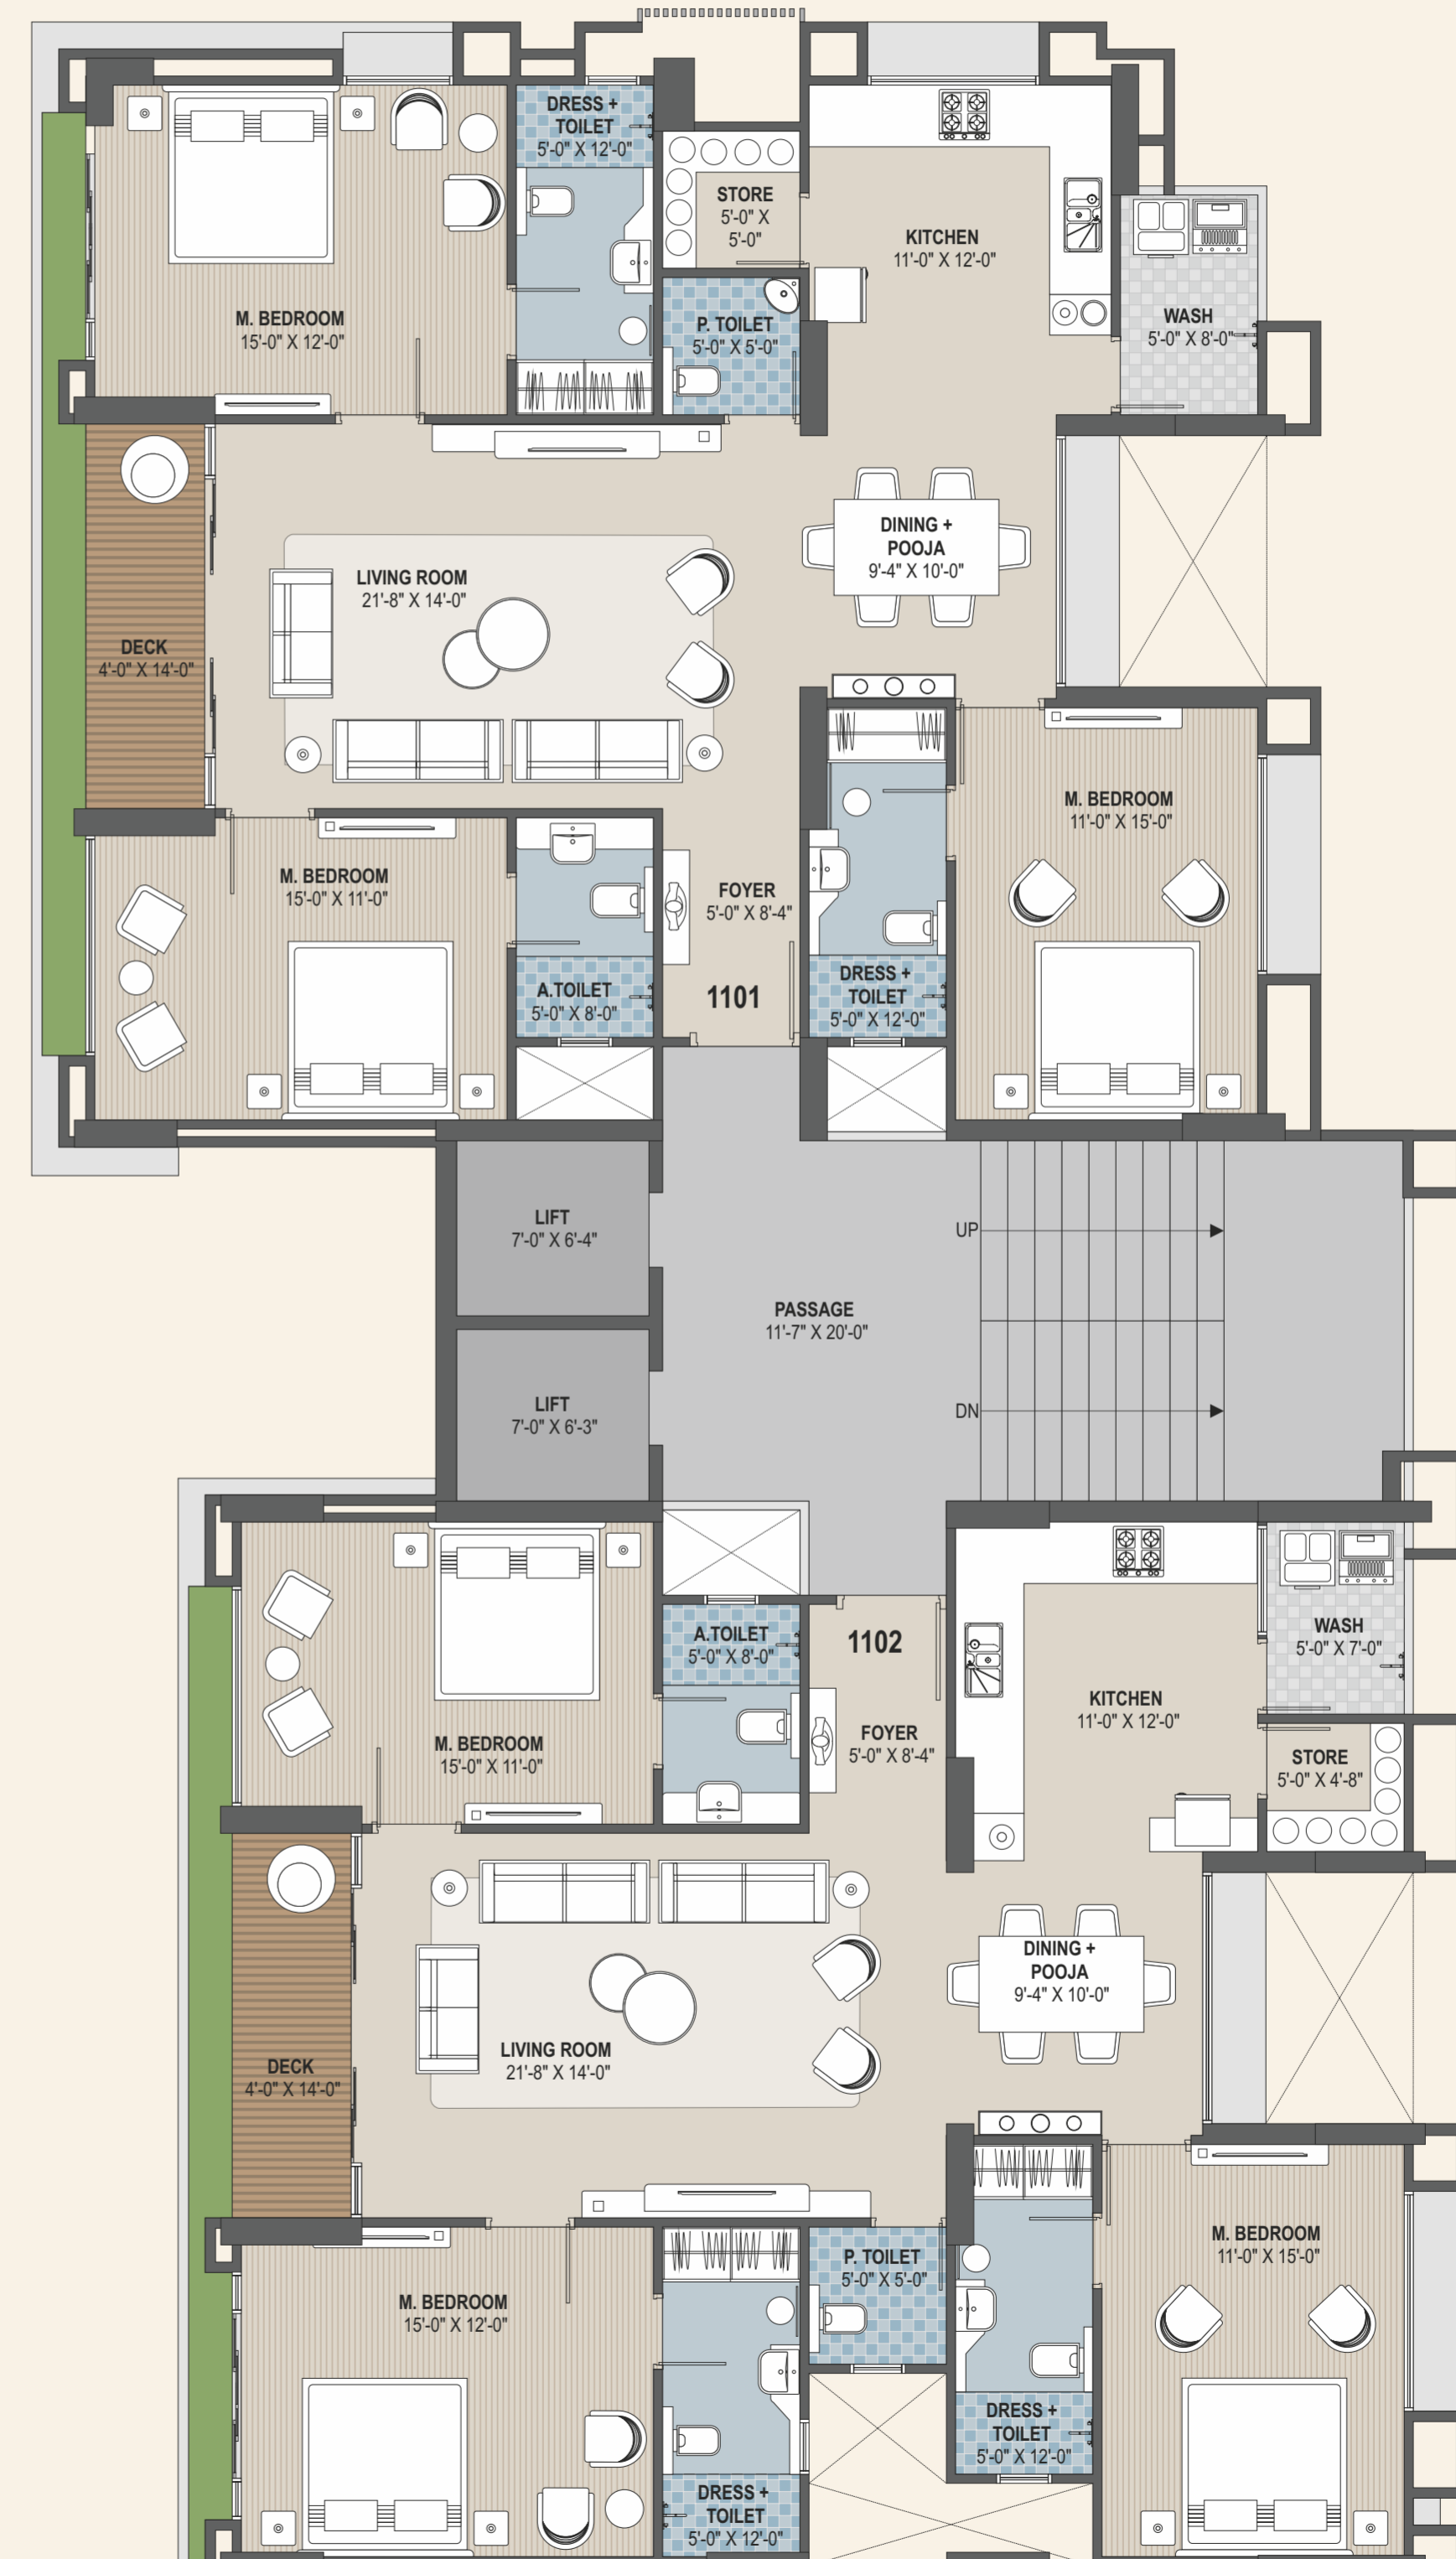 DRESS +
TOILET
5'-0" X 12'-0"
STORE
5'-0" X
5'-0"
KITCHEN
11'-0" X 12'-0"
M. BEDROOM
15'-0" X 12'-0"
P. TOILET
5'-0" X 5'-0"
WASH
5'-0" X 8'-0"
DINING +
POOJA
9'-4" X 10'-0"
LIVING ROOM
21'-8" X 14'-0"
DECK
4'-0" X 14'-0"
M. BEDROOM
11'-0" X 15'-0"
M. BEDROOM
15'-0" X 11'-0"
FOYER
5'-0" X 8'-4"
A.TOILET
5'-0" X 8'-0"
1101
DRESS +
TOILET
5'-0" X 12'-0"
LIFT
7'-0" X 6'-4"
UP
PASSAGE
11'-7" X 20'-0"
LIFT
7'-0" X 6'-3"
DN
A.TOILET
5'-0" X 8'-0"
1102
WASH
5'-0" X 7'-0"
KITCHEN
11'-0" X 12'-0"
M. BEDROOM
15'-0" X 11'-0"
FOYER
5'-0" X 8'-4"
STORE
5'-0" X 4'-8"
DINING +
POOJA
9'-4" X 10'-0"
LIVING ROOM
21'-8" X 14'-0"
DECK
4'-0" X 14'-0"
M. BEDROOM
11'-0" X 15'-0"
P. TOILET
5'-0" X 5'-0"
M. BEDROOM
15'-0" X 12'-0"
DRESS +
TOILET
5'-0" X 12'-0"
DRESS +
TOILET
5'-0" X 12'-0"